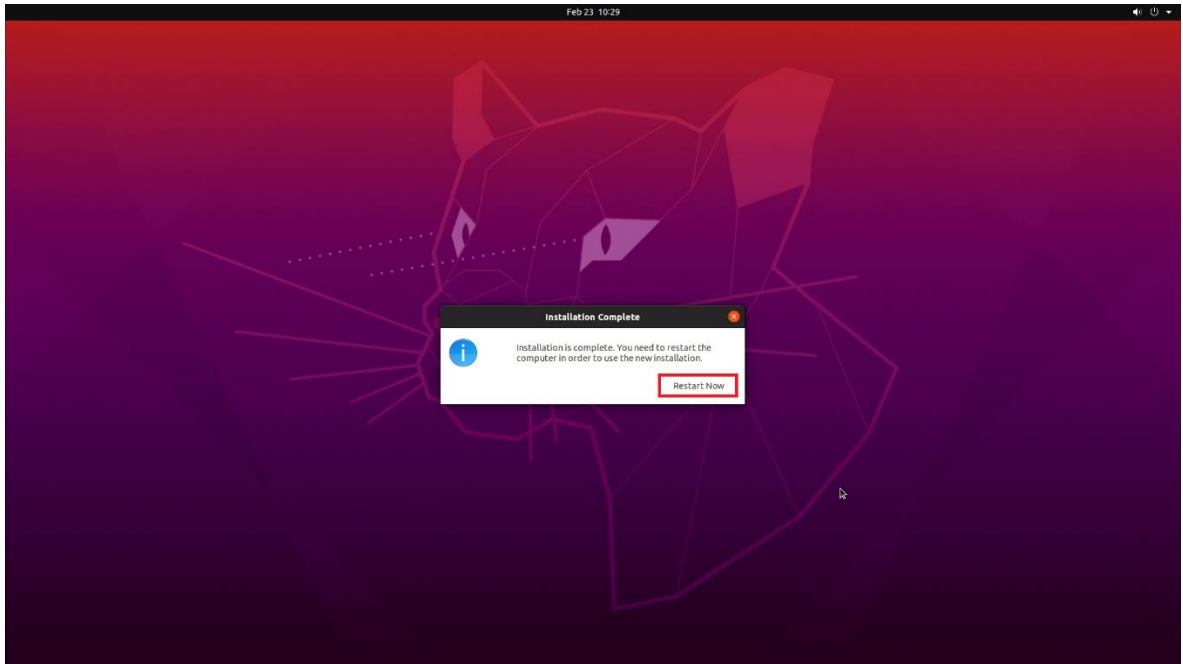 Feb 23 10:29
Installation Complete
Installation is complete. You need to restart the
computer in order to use the new installation.
Restart Now